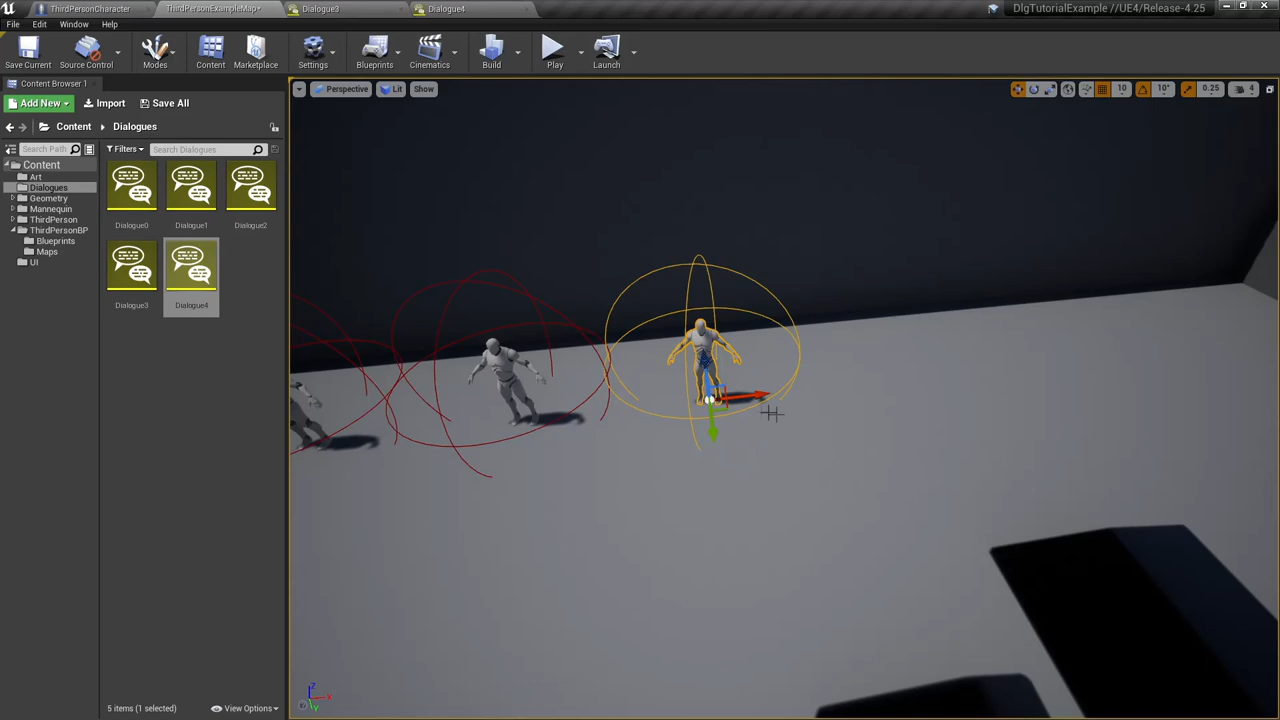 ThirdPersonCharacter
ThirdPersonExampleMap*
Dialogue3
Dialogue4
DlgTutorialExample //UE4/Release-4.25
File Edit Window Help
Save Current
Source Control
Modes
Content
Marketplace
Settings
Blueprints
Cinematics
Build
Play
Launch
Content Browser 1
Add New
Import
Save All
Content
Dialogues
Search Path
Filters
Search Dialogues
Content
Art
Dialogues
Geometry
Mannequin
ThirdPerson
ThirdPersonBP
Blueprints
Maps
UI
Dialogue0
Dialogue1
Dialogue2
Dialogue3
Dialogue4
5 items (1 selected)
View Options
Perspective
Lit
Show
10
10°
0.25
4
Z
X
Y